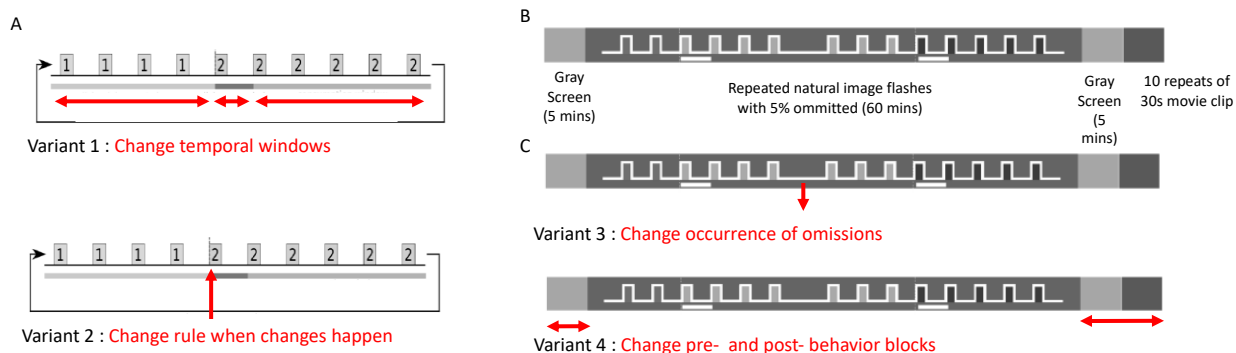 A
1 1 1 1 2 2 2 2 2 2
Variant 1 : Change temporal windows
1 1 1 1 2 2 2 2 2 2
Variant 2 : Change rule when changes happen
B
Gray
Screen
(5 mins)
Repeated natural image flashes
with 5% ommitted (60 mins)
Gray
Screen
(5
mins)
10 repeats of
30s movie clip
C
Variant 3 : Change occurrence of omissions
Variant 4 : Change pre- and post- behavior blocks